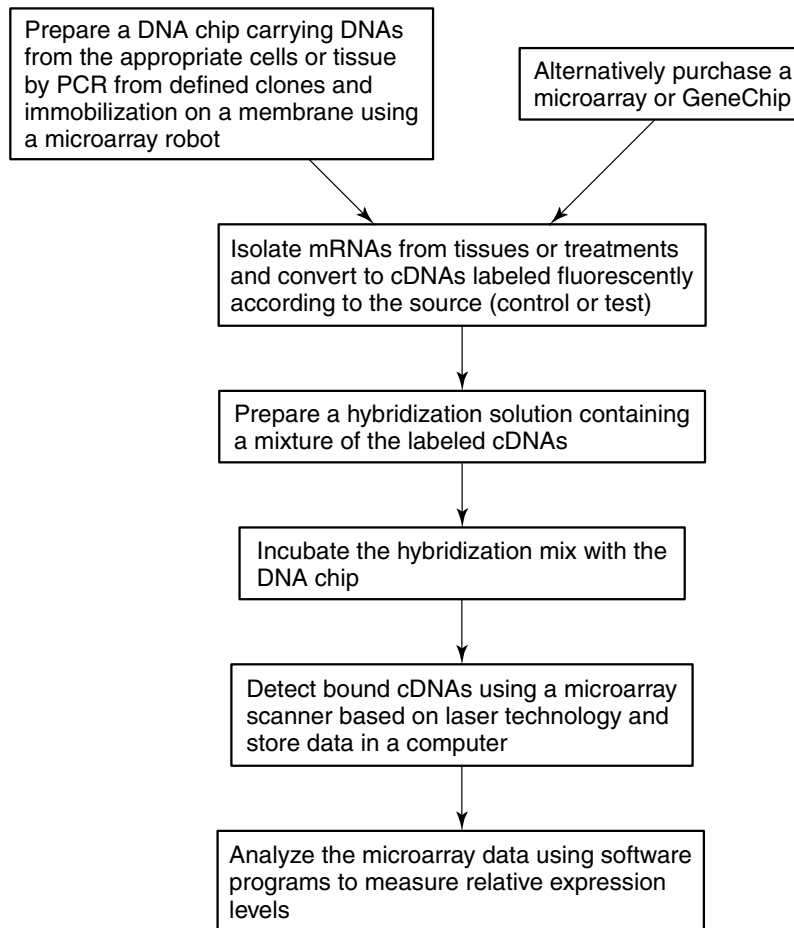 Prepare a DNA chip carrying DNAs
from the appropriate cells or tissue
by PCR from defined clones and
immobilization on a membrane using
a microarray robot
Alternatively purchase a
microarray or GeneChip
Isolate mRNAs from tissues or treatments
and convert to cDNAs labeled fluorescently
according to the source (control or test)
Prepare a hybridization solution containing
a mixture of the labeled cDNAs
Incubate the hybridization mix with the
DNA chip
Detect bound cDNAs using a microarray
scanner based on laser technology and
store data in a computer
Analyze the microarray data using software
programs to measure relative expression
levels